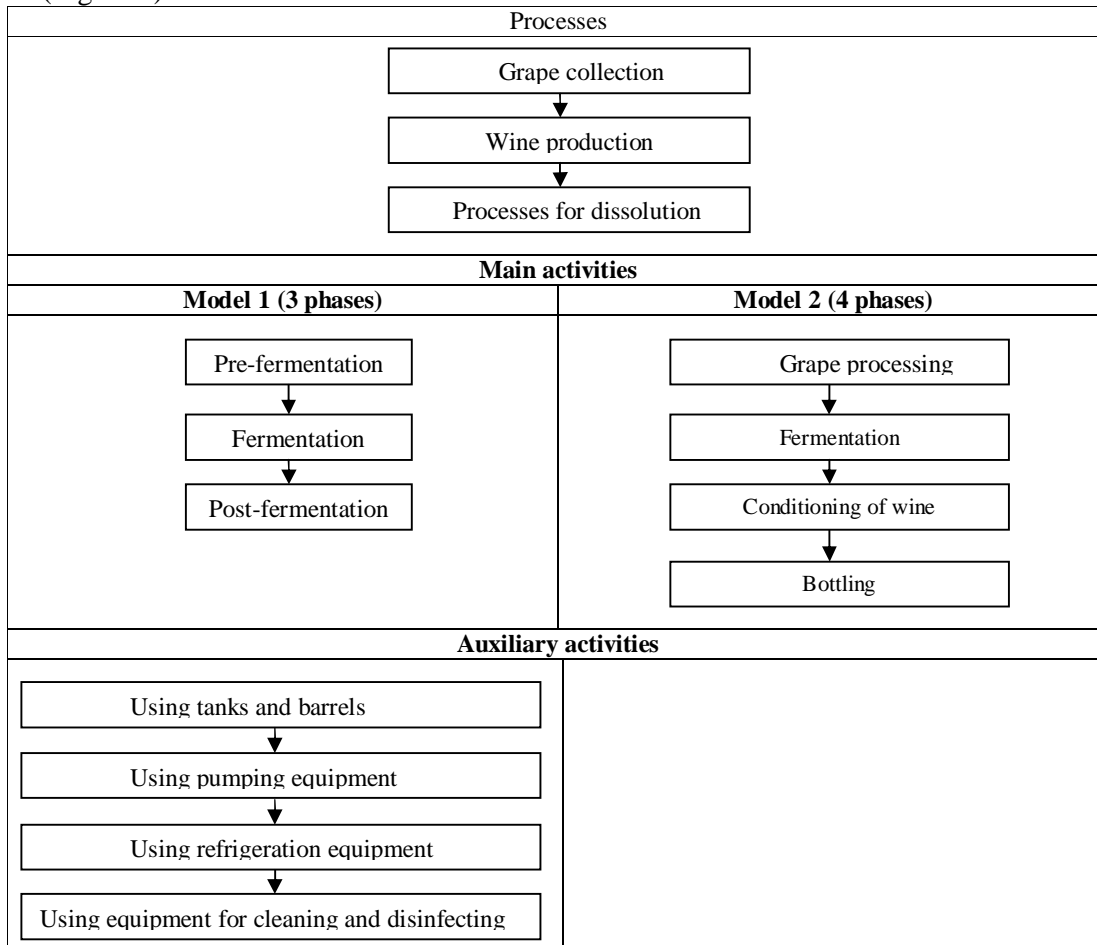 Processes
Grape collection
Wine production
Processes for dissolution
Main activities
Model 1 (3 phases)
Model 2 (4 phases)
Pre-fermentation
Fermentation
Post-fermentation
Grape processing
Fermentation
Conditioning of wine
Bottling
Auxiliary activities
Using tanks and barrels
Using pumping equipment
Using refrigeration equipment
Using equipment for cleaning and disinfecting